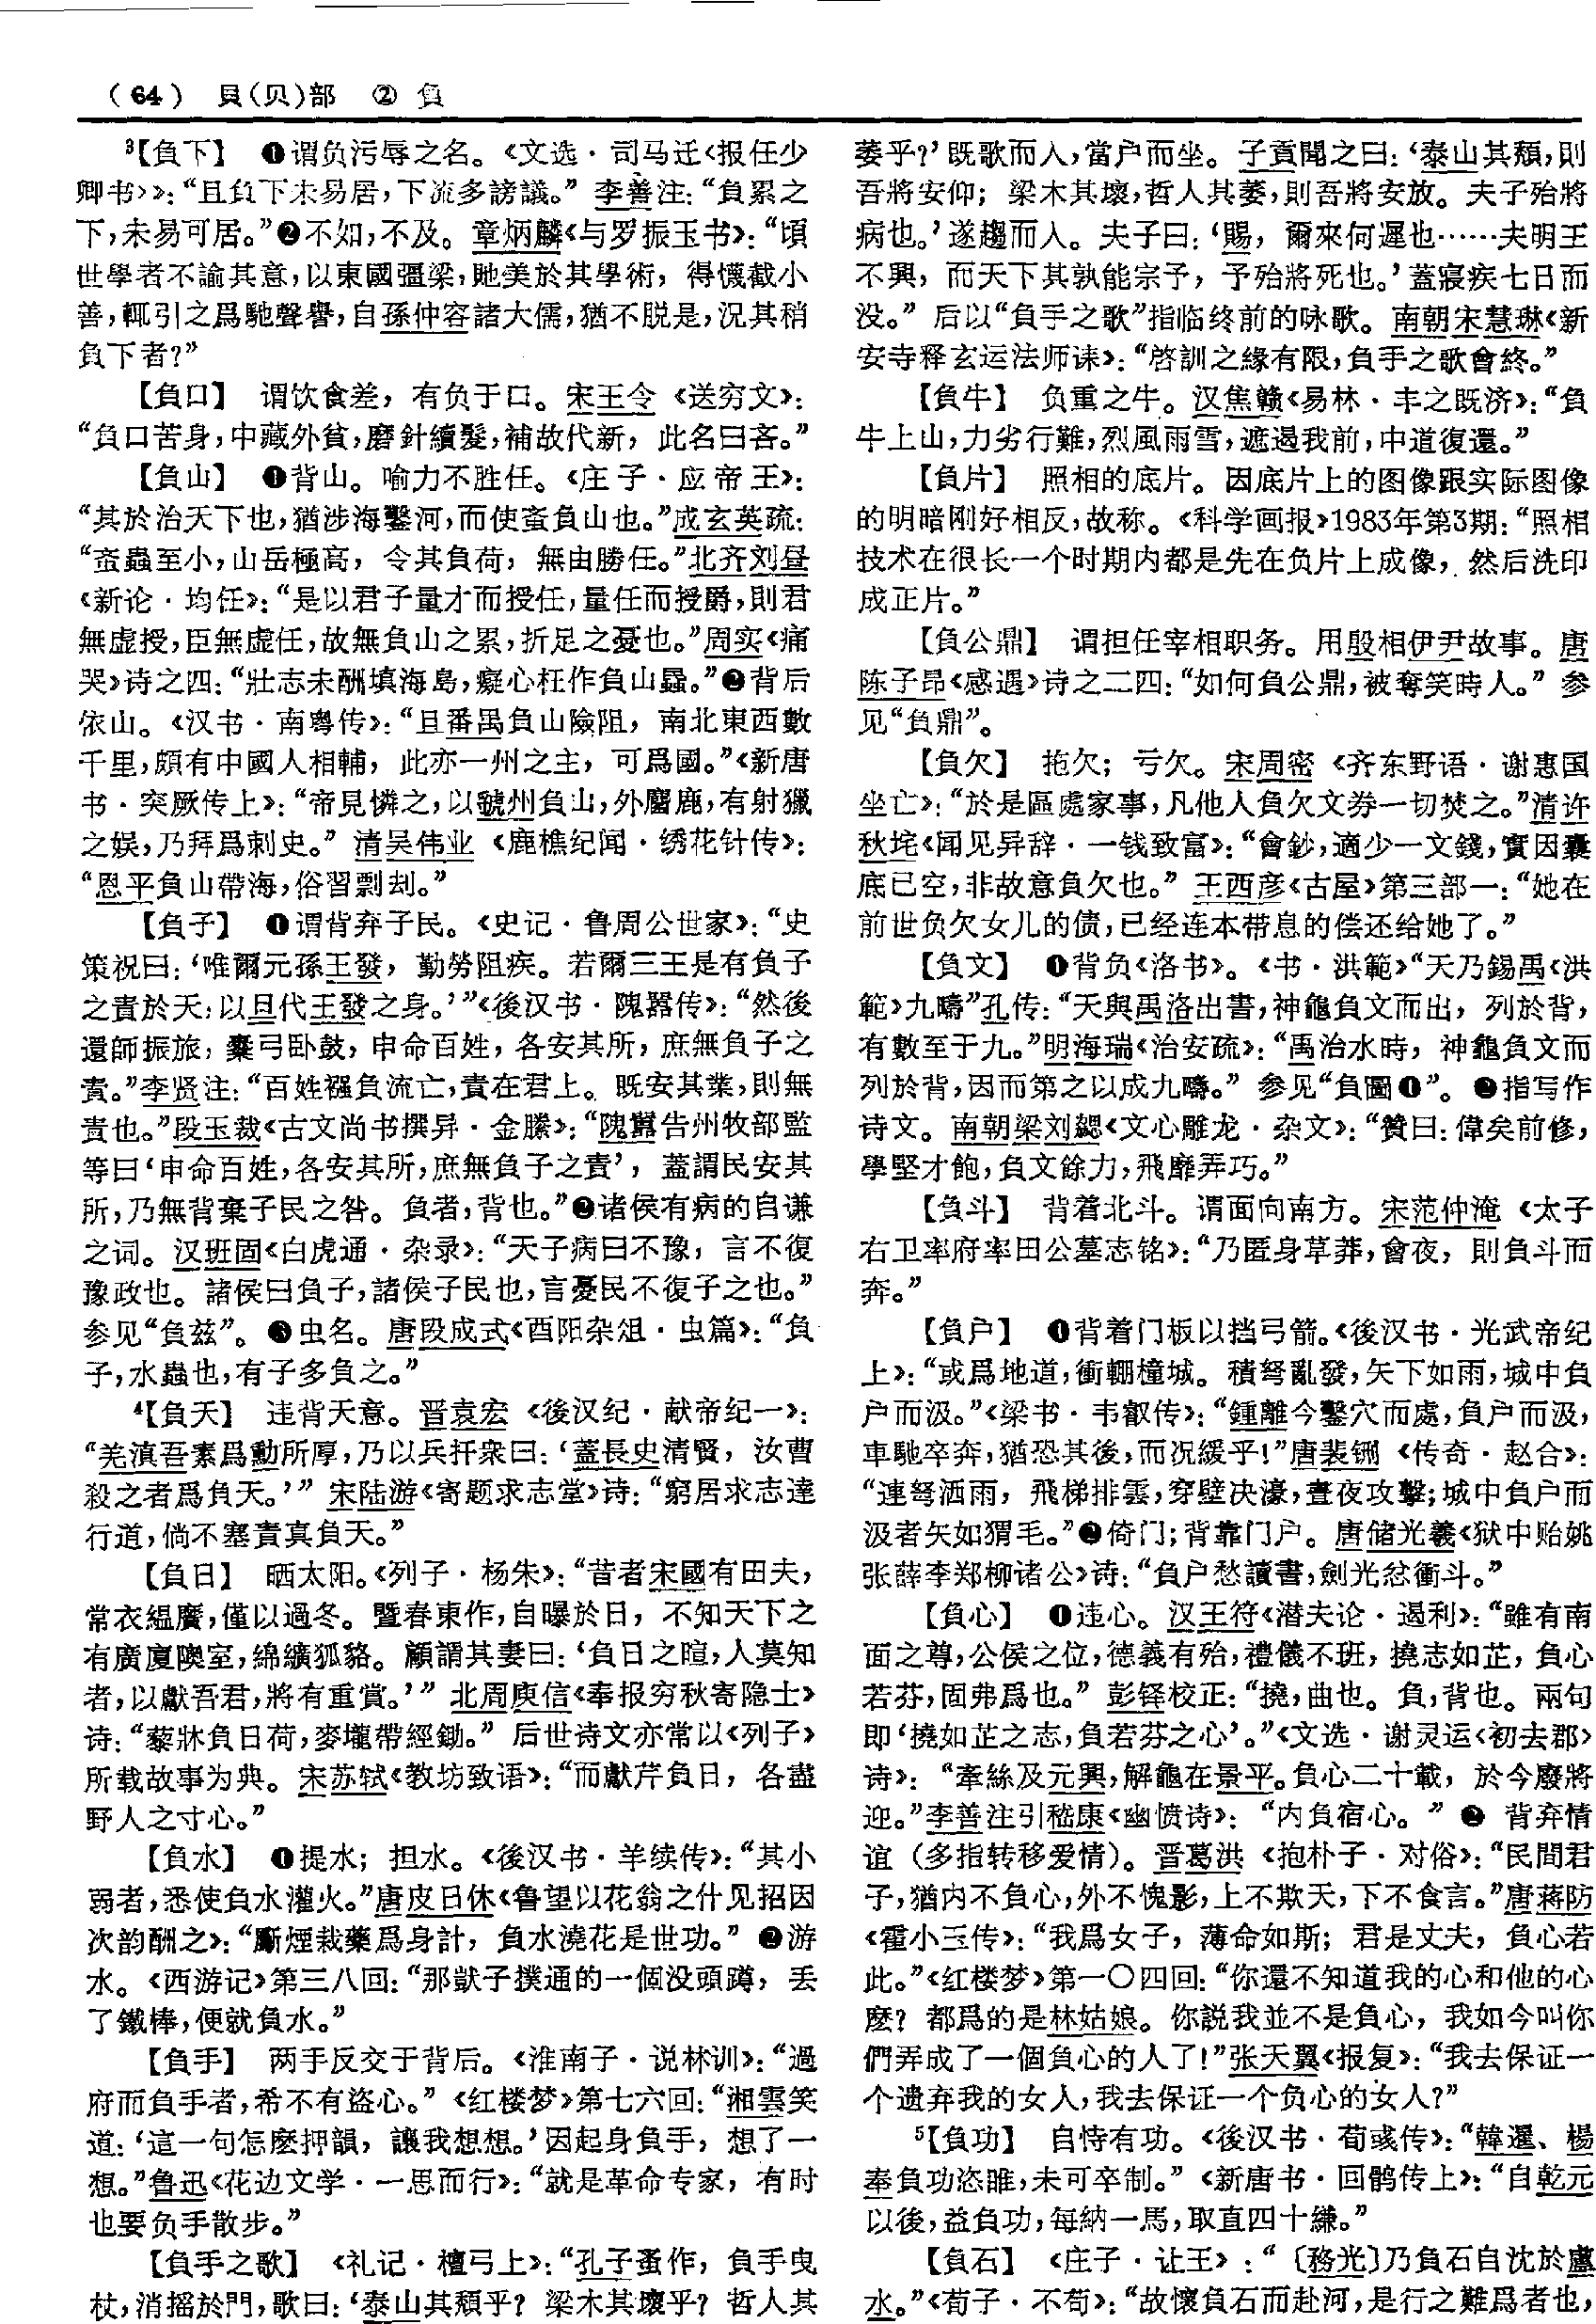 （64） 貝(贝)部 ② 負
³【負下】 ❶谓负污辱之名。《文选·司马迁〈报任少
卿书〉》：“且負下未易居，下流多謗議。”李善注：“負累之
下，未易可居。”❷不如，不及。章炳麟《与罗振玉书》：“頃
世學者不諭其意，以東國彊梁，貤美於其學術，得懱截小
善，輒引之爲馳聲譽，自孫仲容諸大儒，猶不脱是，況其稍
負下者？”
【負口】 谓饮食差，有负于口。宋王令《送穷文》：
“負口苦身，中藏外貧，磨針續髮，補故代新，此名曰吝。”
【負山】 ❶背山。喻力不胜任。《庄子·应帝王》：
“其於治天下也，猶涉海鑿河，而使蚉負山也。”成玄英疏：
“蚉蟲至小，山岳極高，令其負荷，無由勝任。”北齐刘昼
《新论·均任》：“是以君子量才而授任，量任而授爵，則君
無虚授，臣無虚任，故無負山之累，折足之憂也。”周实《痛
哭》诗之四：“壯志未酬填海島，癡心枉作負山蝨。”❷背后
依山。《汉书·南粤传》：“且番禺負山險阻，南北東西數
千里，頗有中國人相輔，此亦一州之主，可爲國。”《新唐
书·突厥传上》：“帝見憐之，以虢州負山，外麕鹿，有射獵
之娱，乃拜爲刺史。”清吴伟业《鹿樵纪闻·绣花针传》：
“恩平負山帶海，俗習剽刦。”
【負子】 ❶谓背弃子民。《史记·鲁周公世家》：“史
策祝曰：‘唯爾元孫王發，勤勞阻疾。若爾三王是有負子
之責於天，以旦代王發之身。’”《後汉书·隗嚣传》：“然後
還師振旅，櫜弓卧鼓，申命百姓，各安其所，庶無負子之
責。”李贤注：“百姓襁負流亡，責在君上。既安其業，則無
責也。”段玉裁《古文尚书撰异·金縢》：“隗囂告州牧部監
等曰‘申命百姓，各安其所，庶無負子之責’，蓋謂民安其
所，乃無背棄子民之咎。負者，背也。”❷诸侯有病的自谦
之词。汉班固《白虎通·杂录》：“天子病曰不豫，言不復
豫政也。諸侯曰負子，諸侯子民也，言憂民不復子之也。”
参见“負兹”。❸虫名。唐段成式《酉阳杂俎·虫篇》：“負
子，水蟲也，有子多負之。”
⁴【負天】 违背天意。晋袁宏《後汉纪·献帝纪一》：
“羌滇吾素爲勳所厚，乃以兵扞衆曰：‘蓋長史清賢，汝曹
殺之者爲負天。’”宋陆游《寄题求志堂》诗：“窮居求志達
行道，倘不塞責真負天。”
【負日】 晒太阳。《列子·杨朱》：“昔者宋國有田夫，
常衣緼黂，僅以過冬。暨春東作，自曝於日，不知天下之
有廣厦隩室，綿纊狐貉。顧謂其妻曰：‘負日之暄，人莫知
者，以獻吾君，將有重賞。’”北周庾信《奉报穷秋寄隐士》
诗：“藜牀負日荷，麥壠帶經鋤。”后世诗文亦常以《列子》
所载故事为典。宋苏轼《教坊致语》：“而獻芹負日，各盡
野人之寸心。”
【負水】 ❶提水；担水。《後汉书·羊续传》：“其小
弱者，悉使負水灌火。”唐皮日休《鲁望以花翁之什见招因
次韵酬之》：“斸煙栽藥爲身計，負水澆花是世功。”❷游
水。《西游记》第三八回：“那獃子撲通的一個没頭蹲，丢
了鐵棒，便就負水。”
【負手】 两手反交于背后。《淮南子·说林训》：“過
府而負手者，希不有盜心。”《红楼梦》第七六回：“湘雲笑
道：‘這一句怎麽押韻，讓我想想。’因起身負手，想了一
想。”鲁迅《花边文学·一思而行》：“就是革命专家，有时
也要负手散步。”
【負手之歌】 《礼记·檀弓上》：“孔子蚤作，負手曳
杖，消摇於門，歌曰：‘泰山其頽乎？梁木其壞乎？哲人其
萎乎？’既歌而入，當户而坐。子貢聞之曰：‘泰山其頽，則
吾將安仰；梁木其壞，哲人其萎，則吾將安放。夫子殆將
病也。’遂趨而入。夫子曰：‘賜，爾來何遲也……夫明王
不興，而天下其孰能宗予，予殆將死也。’蓋寢疾七日而
没。”后以“負手之歌”指临终前的咏歌。南朝宋慧琳《新
安寺释玄运法师诔》：“啓訓之緣有限，負手之歌會終。”
【負牛】 负重之牛。汉焦赣《易林·丰之既济》：“負
牛上山，力劣行難，烈風雨雪，遮遏我前，中道復還。”
【負片】 照相的底片。因底片上的图像跟实际图像
的明暗刚好相反，故称。《科学画报》1983年第3期：“照相
技术在很长一个时期内都是先在负片上成像，然后洗印
成正片。”
【負公鼎】 谓担任宰相职务。用殷相伊尹故事。唐
陈子昂《感遇》诗之二四：“如何負公鼎，被奪笑時人。”参
见“負鼎”。
【負欠】 拖欠；亏欠。宋周密《齐东野语·谢惠国
坐亡》：“於是區處家事，凡他人負欠文券一切焚之。”清许
秋垞《闻见异辞·一钱致富》：“會鈔，適少一文錢，實因囊
底已空，非故意負欠也。”王西彦《古屋》第三部一：“她在
前世负欠女儿的债，已经连本带息的偿还给她了。”
【負文】 ❶背负《洛书》。《书·洪範》“天乃錫禹《洪
範》九疇”孔传：“天與禹洛出書，神龜負文而出，列於背，
有數至于九。”明海瑞《治安疏》：“禹治水時，神龜負文而
列於背，因而第之以成九疇。”参见“負圖❶”。❷指写作
诗文。南朝梁刘勰《文心雕龙·杂文》：“贊曰：偉矣前修，
學堅才飽，負文餘力，飛靡弄巧。”
【負斗】 背着北斗。谓面向南方。宋范仲淹《太子
右卫率府率田公墓志铭》：“乃匿身草莽，會夜，則負斗而
奔。”
【負户】 ❶背着门板以挡弓箭。《後汉书·光武帝纪
上》：“或爲地道，衝輣橦城。積弩亂發，矢下如雨，城中負
户而汲。”《梁书·韦叡传》：“鍾離今鑿穴而處，負户而汲，
車馳卒奔，猶恐其後，而况緩乎！”唐裴铏《传奇·赵合》：
“連弩洒雨，飛梯排雲，穿壁决濠，晝夜攻擊；城中負户而
汲者矢如猬毛。”❷倚门；背靠门户。唐储光羲《狱中贻姚
张薛李郑柳诸公》诗：“負户愁讀書，劍光忿衝斗。”
【負心】 ❶违心。汉王符《潜夫论·遏利》：“雖有南
面之尊，公侯之位，德義有殆，禮儀不班，撓志如芷，負心
若芬，固弗爲也。”彭铎校正：“撓，曲也。負，背也。兩句
即‘撓如芷之志，負若芬之心’。”《文选·谢灵运〈初去郡〉
诗》：“牽絲及元興，解龜在景平。負心二十載，於今廢將
迎。”李善注引嵇康《幽愤诗》：“内負宿心。”❷ 背弃情
谊（多指转移爱情）。晋葛洪《抱朴子·对俗》：“民間君
子，猶内不負心，外不愧影，上不欺天，下不食言。”唐蒋防
《霍小玉传》：“我爲女子，薄命如斯；君是丈夫，負心若
此。”《红楼梦》第一〇四回：“你還不知道我的心和他的心
麽？都爲的是林姑娘。你説我並不是負心，我如今叫你
們弄成了一個負心的人了！”张天翼《报复》：“我去保证一
个遗弃我的女人，我去保证一个负心的女人？”
⁵【負功】 自恃有功。《後汉书·荀彧传》：“韓暹、楊
奉負功恣睢，未可卒制。”《新唐书·回鹘传上》：“自乾元
以後，益負功，每納一馬，取直四十縑。”
【負石】 《庄子·让王》：“〔務光〕乃負石自沈於廬
水。”《荀子·不苟》：“故懷負石而赴河，是行之難爲者也，